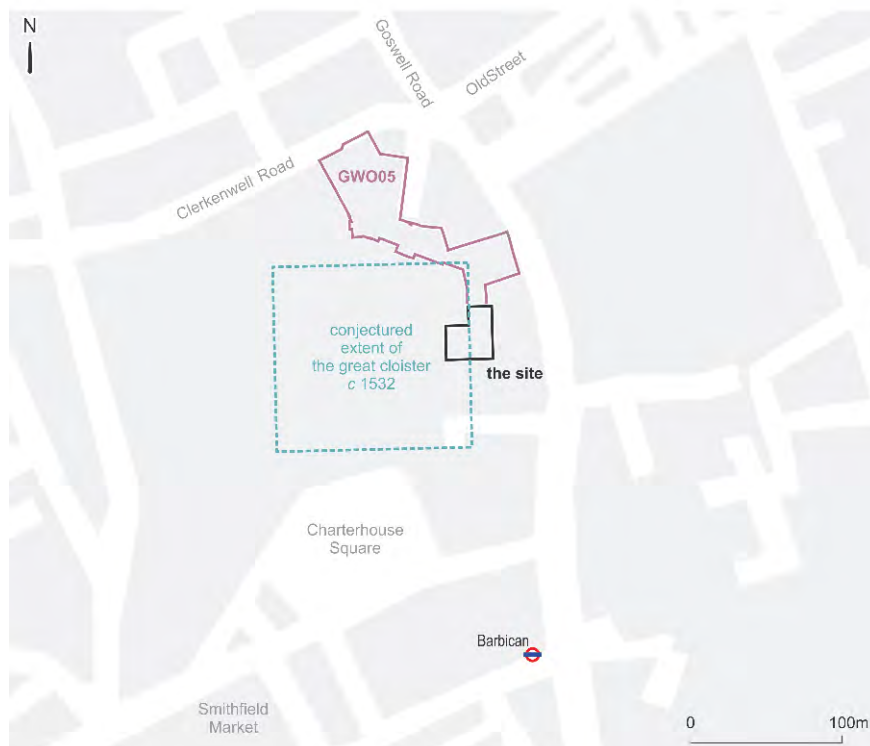 N
Goswell Road
OldStreet
Clerkenwell Road
GWO05
conjectured
extent of
the great cloister
c 1532
the site
Charterhouse
Square
Barbican
Smithfield
Market
0
100m